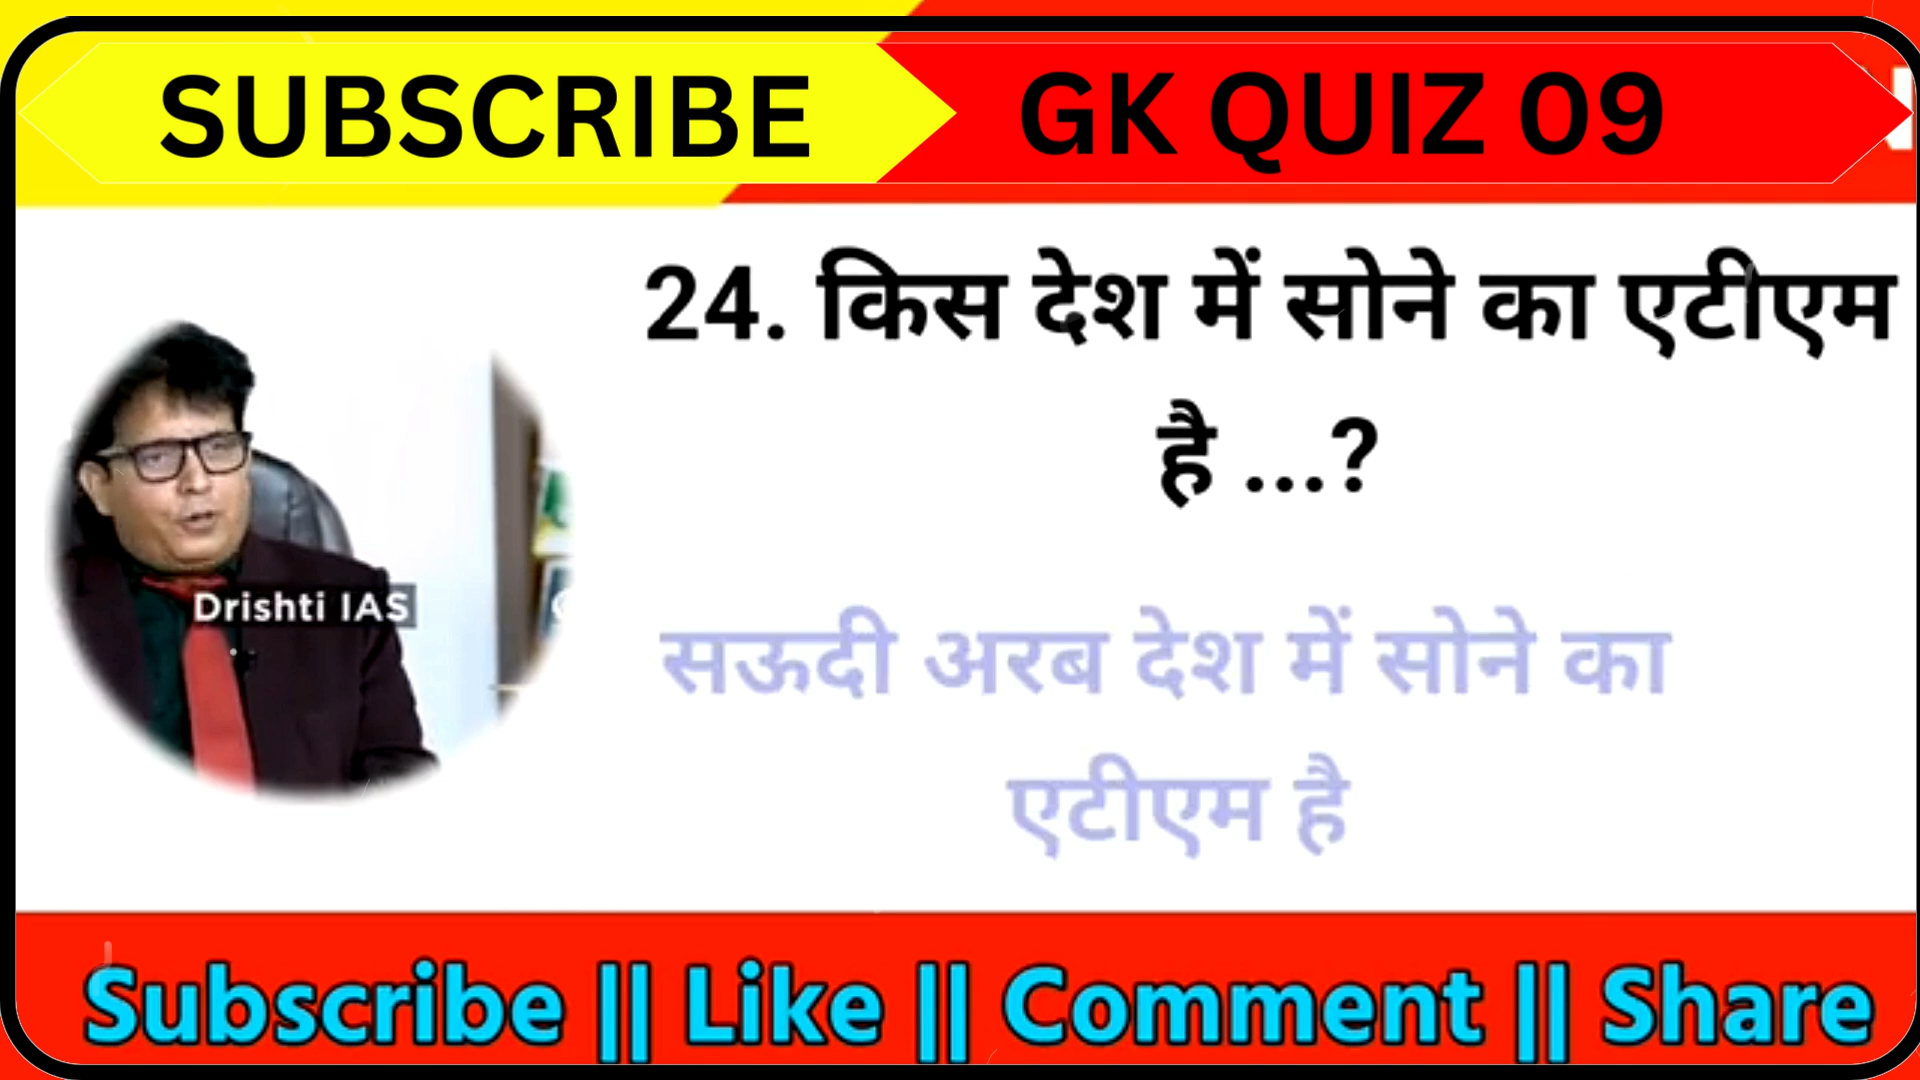 SUBSCRIBE
GK QUIZ 09
24. किस देश में सोने का एटीएम
है ...?
Drishti IAS
सऊदी अरब देश में सोने का
एटीएम है
Subscribe || Like || Comment || Share